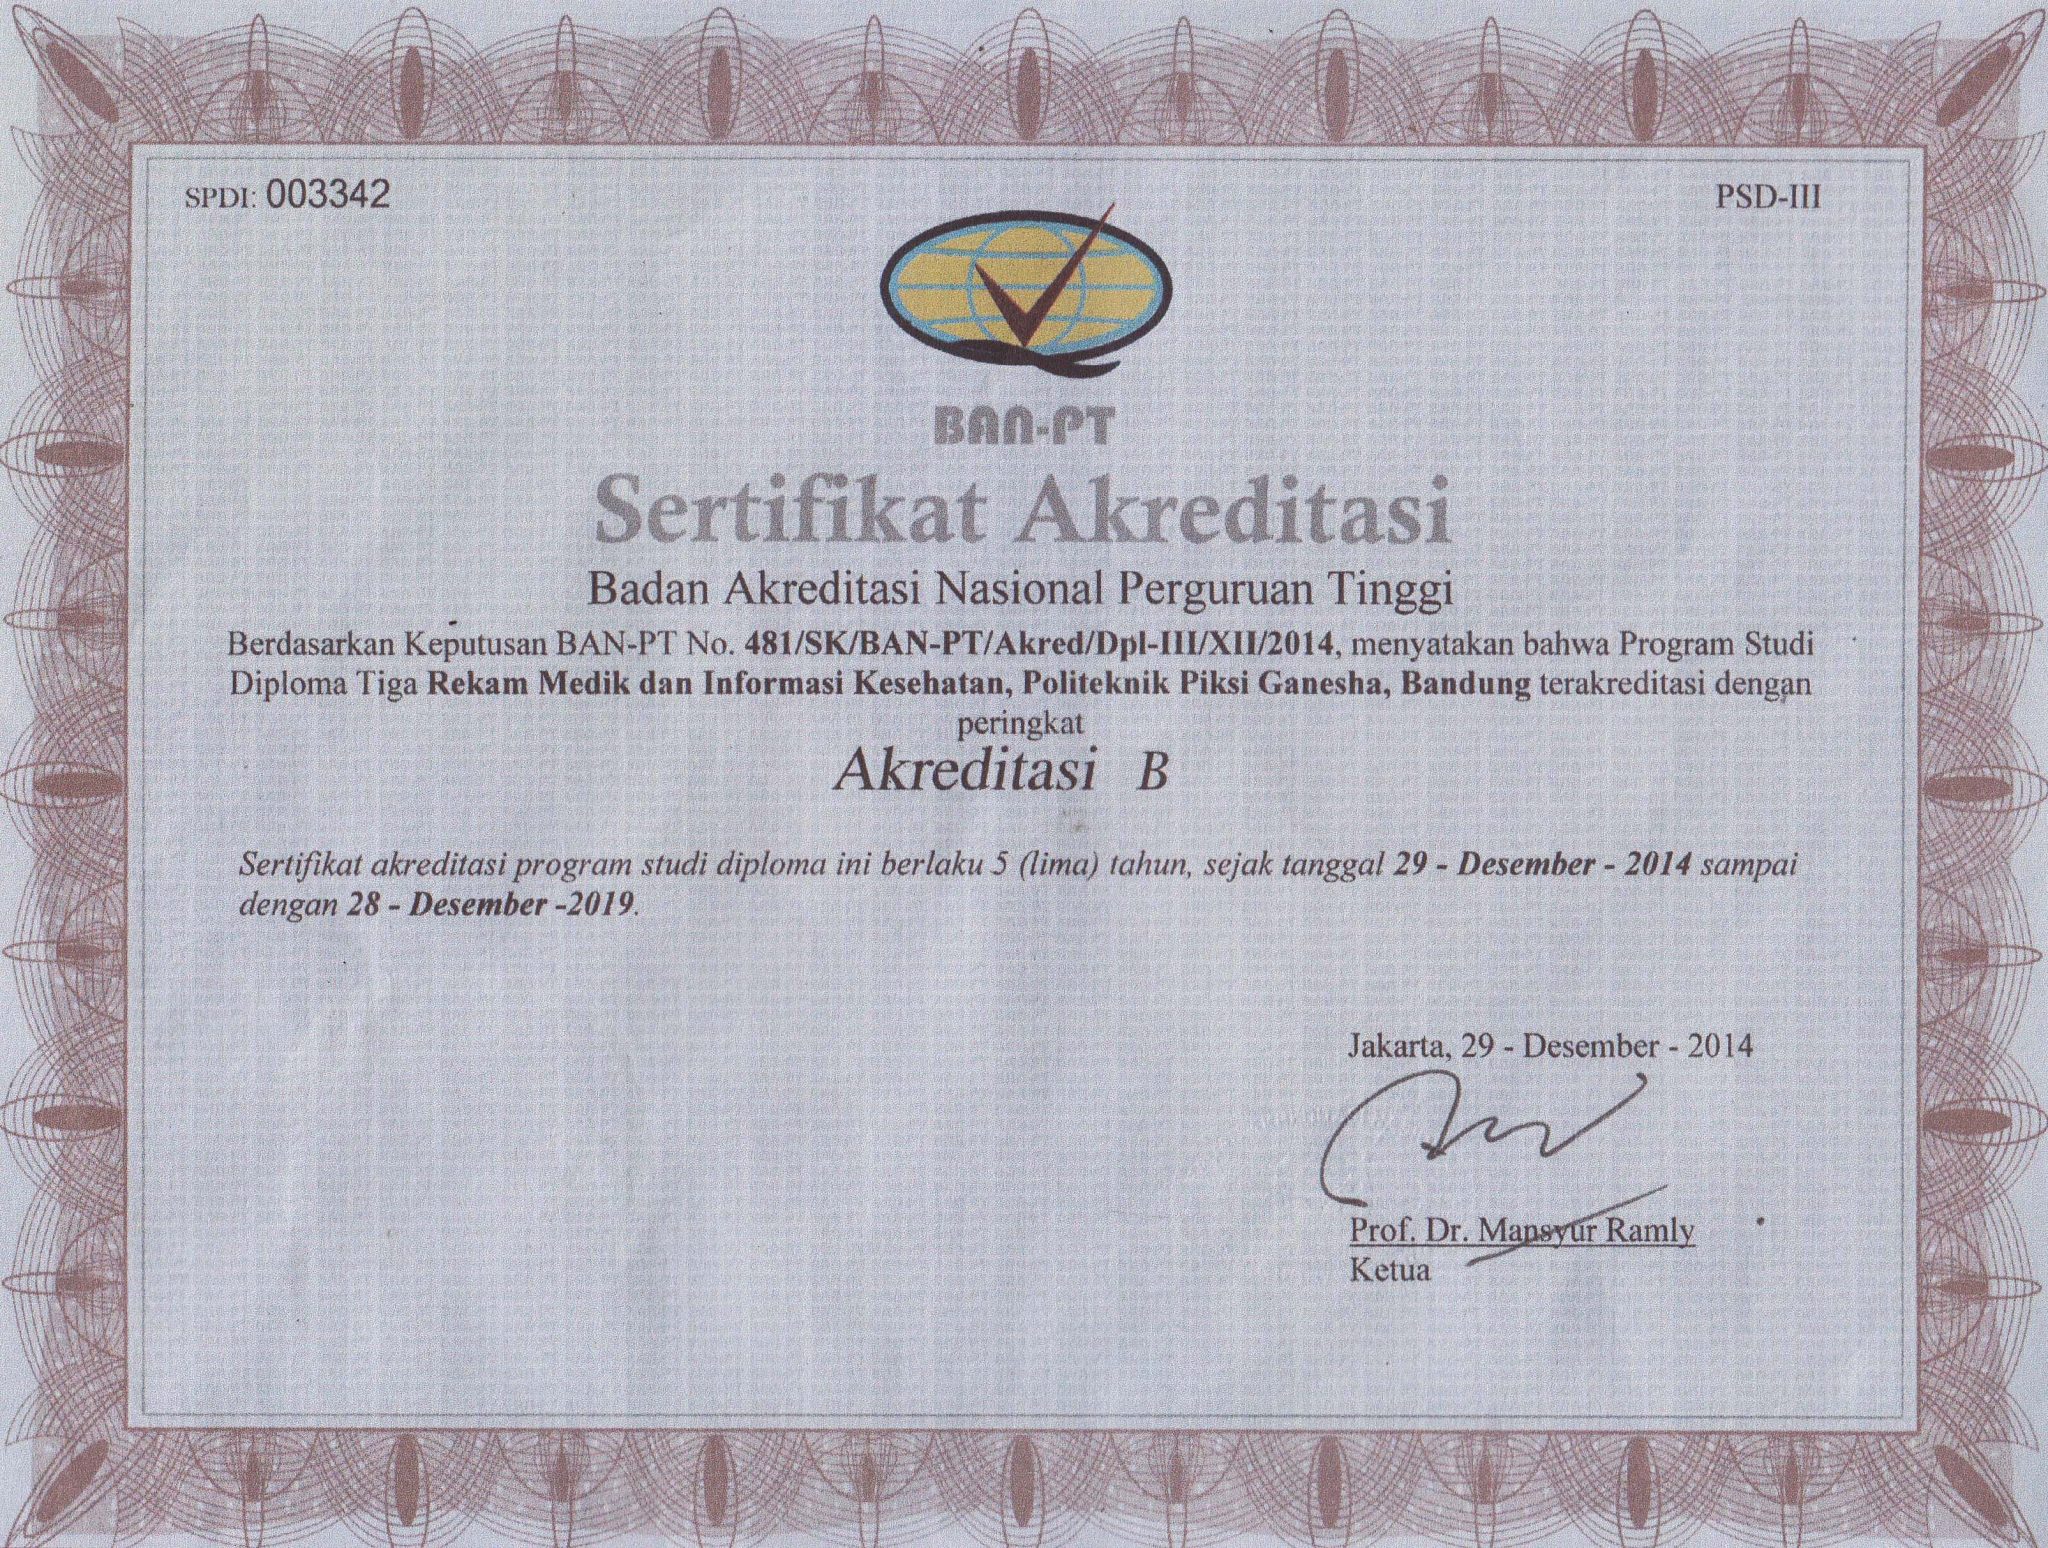 SPDI: 003342
PSD-III
BAN-PT
Sertifikat Akreditasi
Badan Akreditasi Nasional Perguruan Tinggi
Berdasarkan Keputusan BAN-PT No. 481/SK/BAN-PT/Akred/Dpl-III/XII/2014, menyatakan bahwa Program Studi
Diploma Tiga Rekam Medik dan Informasi Kesehatan, Politeknik Piksi Ganesha, Bandung terakreditasi dengan
peringkat
Akreditasi B
Sertifikat akreditasi program studi diploma ini berlaku 5 (lima) tahun, sejak tanggal 29 - Desember - 2014 sampai
dengan 28 - Desember -2019.
Jakarta, 29 - Desember - 2014
Prof. Dr. Mansyur Ramly
Ketua